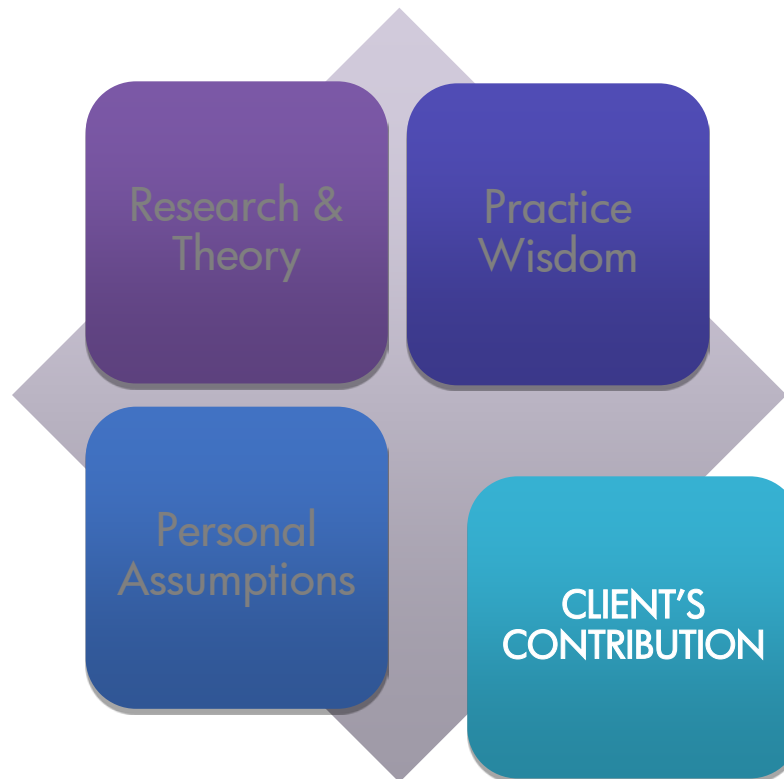 Research &
Theory
Practice
Wisdom
Personal
Assumptions
CLIENT’S
CONTRIBUTION